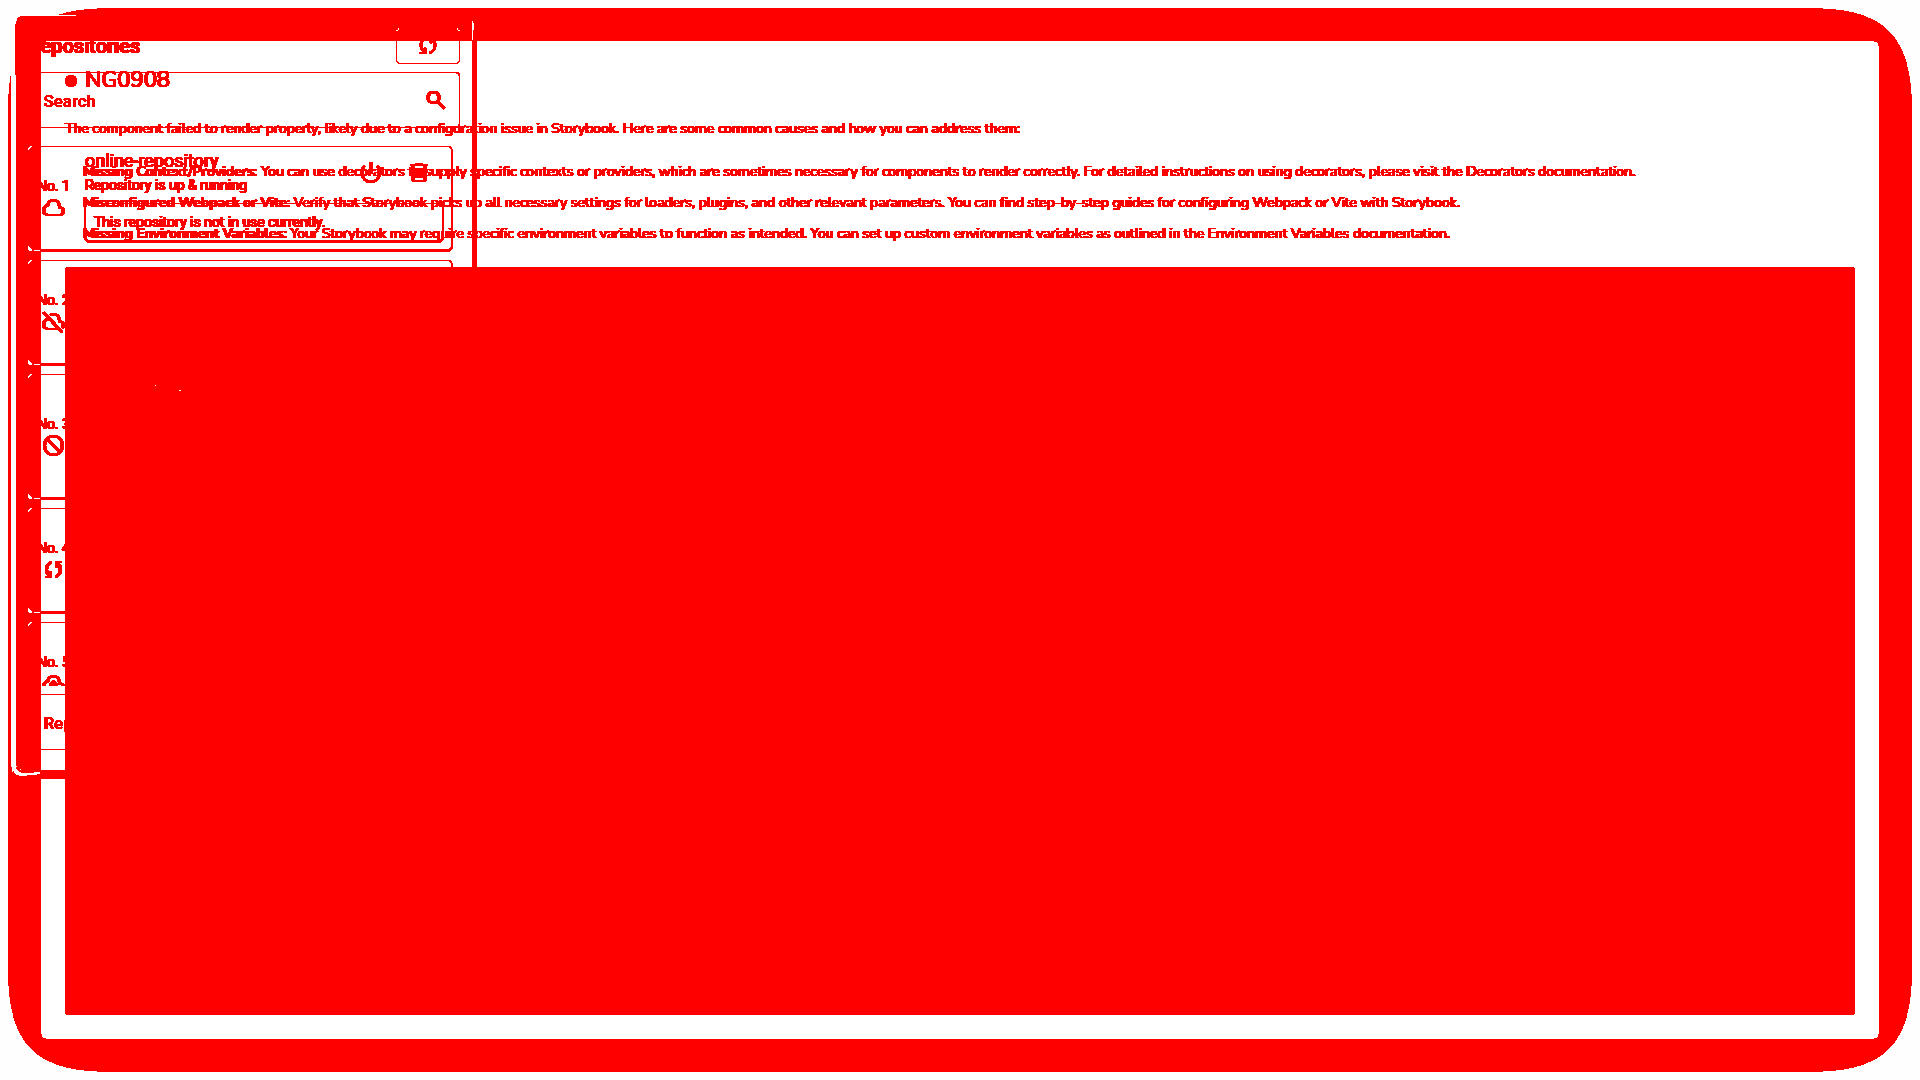 epositories
NG0908
Search
The component failed to render properly, likely due to a configuration issue in Storybook. Here are some common causes and how you can address them:
online-repository
Missing Context/Providers: You can use decorators to supply specific contexts or providers, which are sometimes necessary for components to render correctly. For detailed instructions on using decorators, please visit the Decorators documentation.
No. 1
Repository is up & running
Misconfigured Webpack or Vite: Verify that Storybook picks up all necessary settings for loaders, plugins, and other relevant parameters. You can find step-by-step guides for configuring Webpack or Vite with Storybook.
This repository is not in use currently.
Missing Environment Variables: Your Storybook may require specific environment variables to function as intended. You can set up custom environment variables as outlined in the Environment Variables documentation.
No. 2
No. 3
No. 4
No. 5